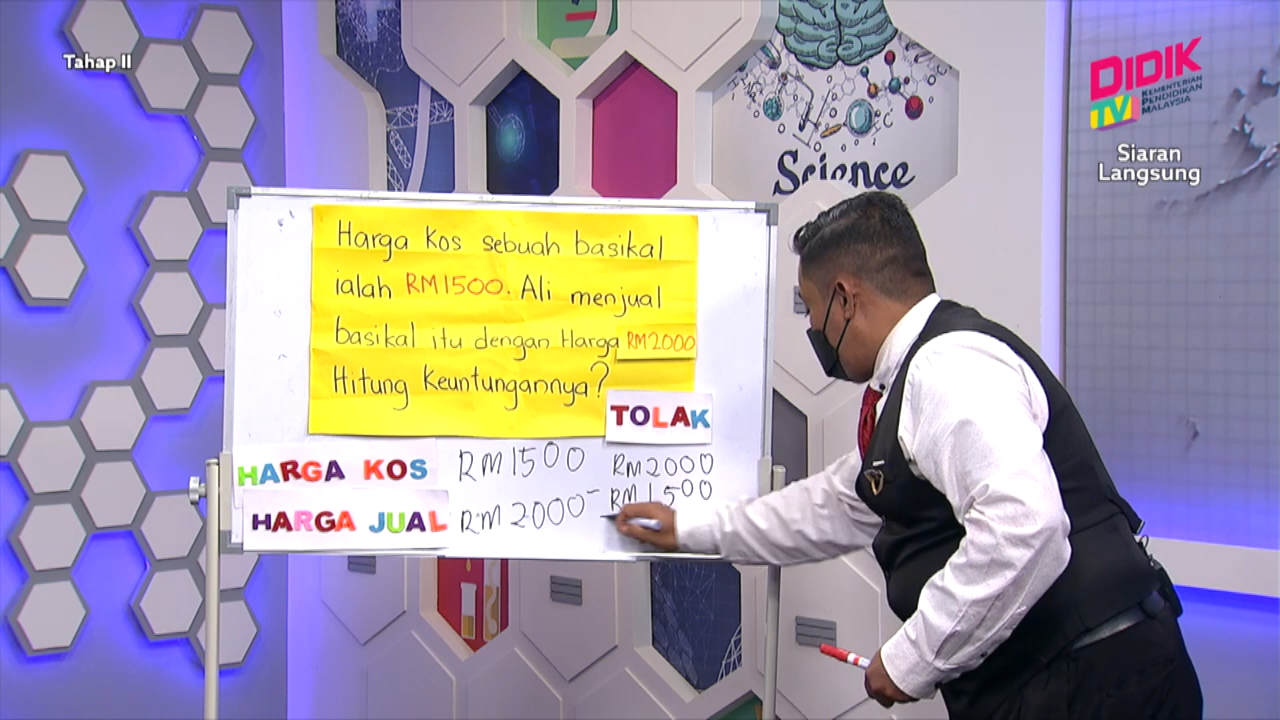 Tahap II
DIDIK
TV
KEMENTERIAN
PENDIDIKAN
MALAYSIA
Siaran
Langsung
Science
Harga Kos sebuah basikal
ialah RM1500. Ali menjual
basikal itu dengan Harga RM2000
Hitung Keuntungannya?
TOLAK
HARGA KOS RM1500
HARGA JUAL RM2000
RM2000
- RM1500